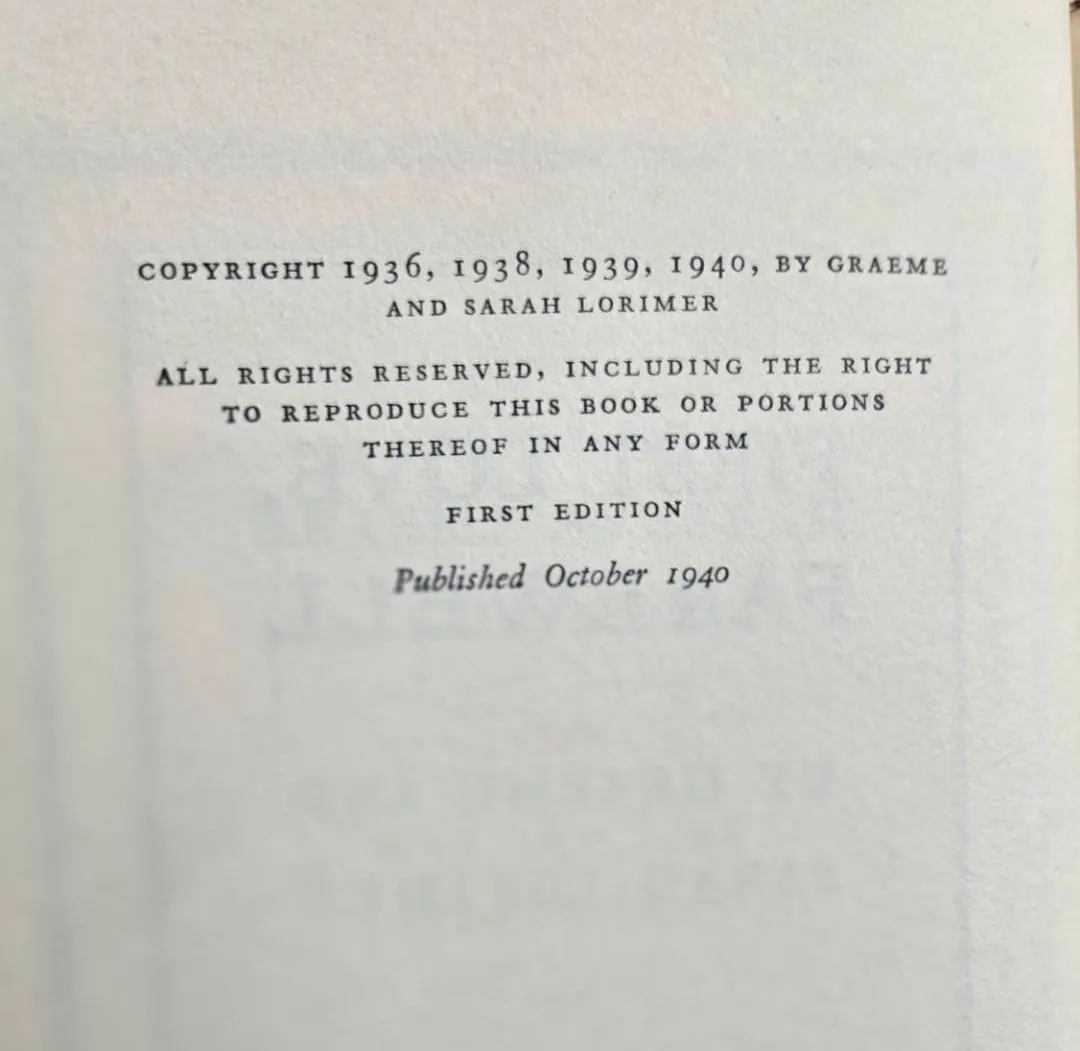 COPYRIGHT 1936, 1938, 1939, 1940, BY GRAEME
AND SARAH LORIMER
ALL RIGHTS RESERVED, INCLUDING THE RIGHT
TO REPRODUCE THIS BOOK OR PORTIONS
THEREOF IN ANY FORM
FIRST EDITION
Published October 1940